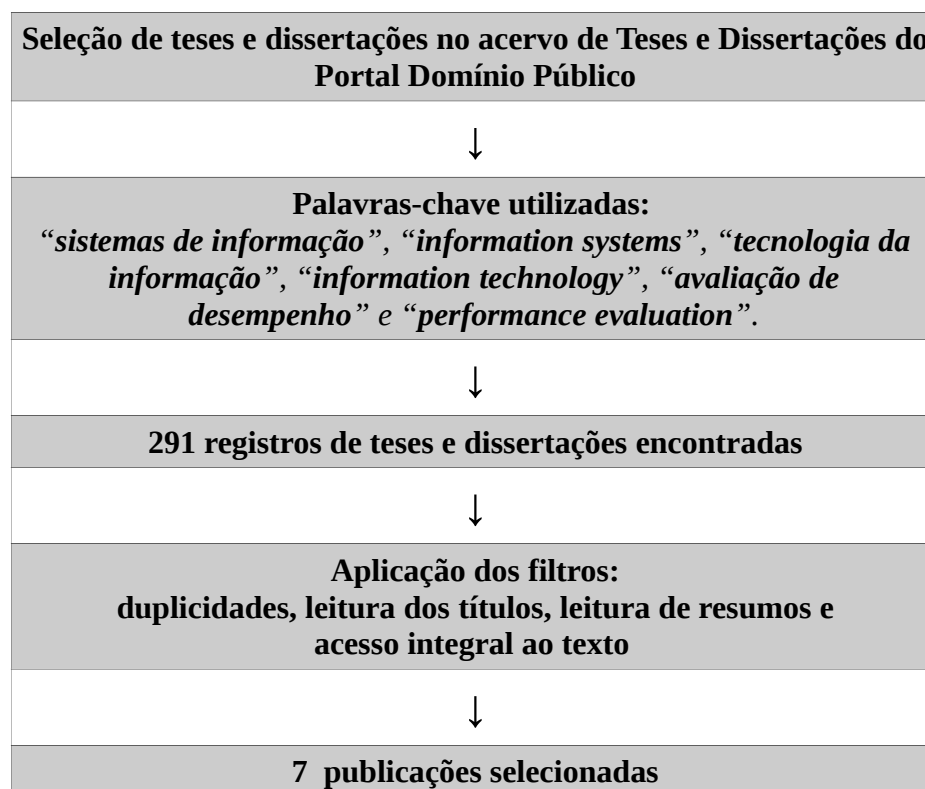 Seleção de teses e dissertações no acervo de Teses e Dissertações do
Portal Domínio Público
↓
Palavras-chave utilizadas:
“sistemas de informação”, “information systems”, “tecnologia da
informação”, “information technology”, “avaliação de
desempenho” e “performance evaluation”.
↓
291 registros de teses e dissertações encontradas
↓
Aplicação dos filtros:
duplicidades, leitura dos títulos, leitura de resumos e
acesso integral ao texto
↓
7 publicações selecionadas